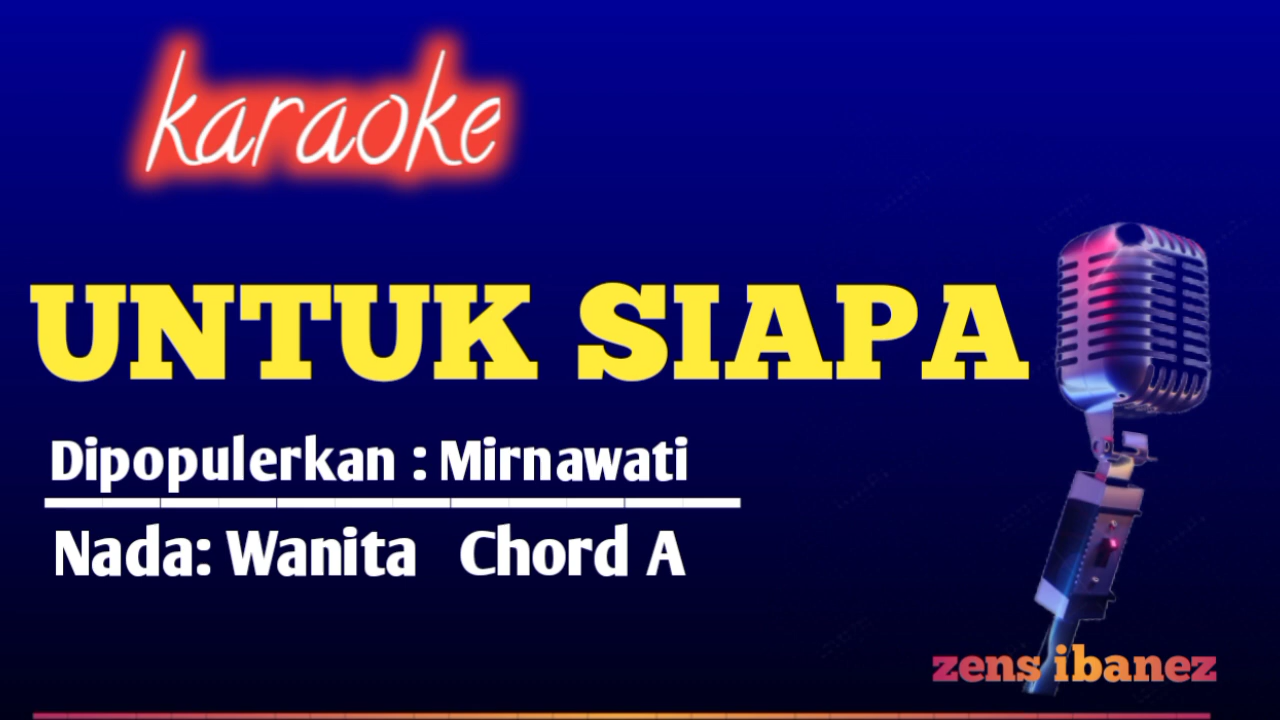 karaoke
UNTUK SIAPA
Dipopulerkan : Mirnawati
Nada: Wanita Chord A
zens ibanez